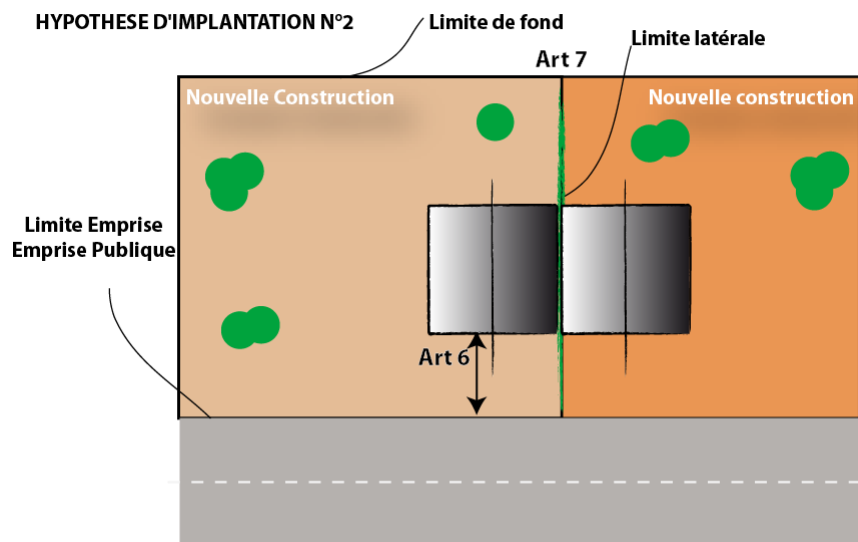 HYPOTHESE D'IMPLANTATION N°2
Limite de fond
Limite latérale
Art 7
Nouvelle Construction
Nouvelle construction
Limite Emprise
Emprise Publique
Art 6